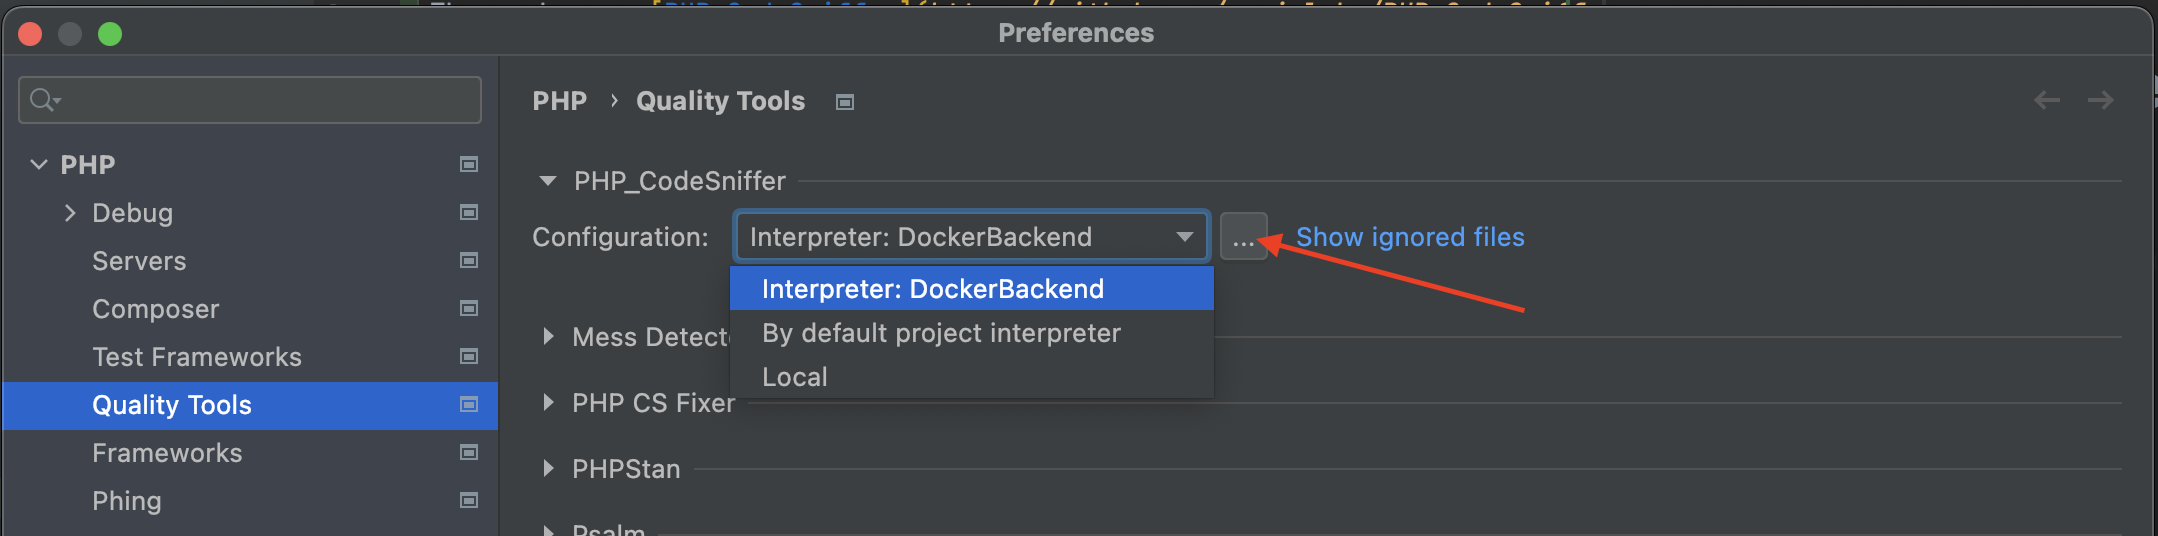 Preferences
PHP
Debug
Servers
Composer
Test Frameworks
Quality Tools
Frameworks
Phing
PHP › Quality Tools
PHP_CodeSniffer
Configuration: Interpreter: DockerBackend ... Show ignored files
Interpreter: DockerBackend
By default project interpreter
Local
Mess Detect
PHP CS Fixer
PHPStan
Psalm